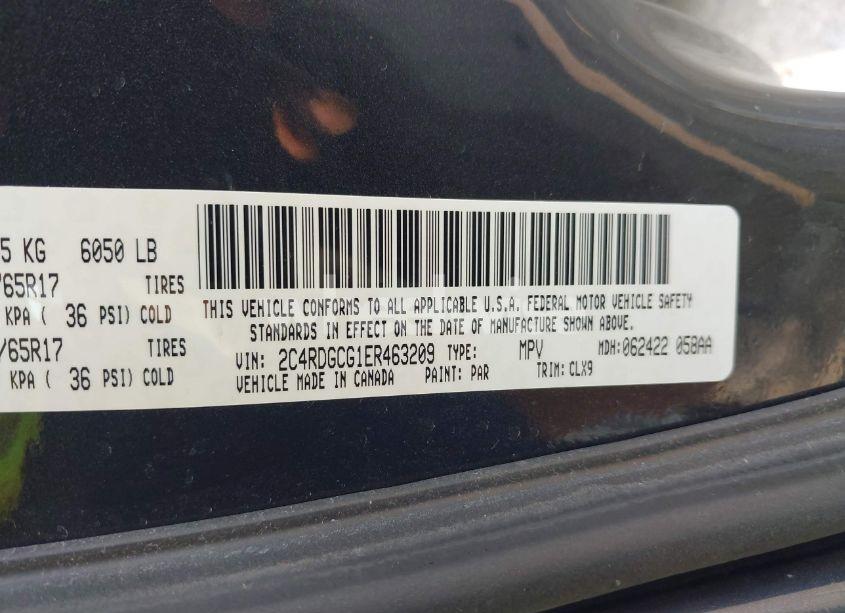 5 KG 6050 LB
/65R17 TIRES
KPA ( 36 PSI) COLD
/65R17 TIRES
KPA ( 36 PSI) COLD
THIS VEHICLE CONFORMS TO ALL APPLICABLE U.S.A. FEDERAL MOTOR VEHICLE SAFETY
STANDARDS IN EFFECT ON THE DATE OF MANUFACTURE SHOWN ABOVE.
VIN: 2C4RDGCG1ER463209 TYPE: MPV MDH:062422 058AA
VEHICLE MADE IN CANADA PAINT: PAR TRIM: CLX9